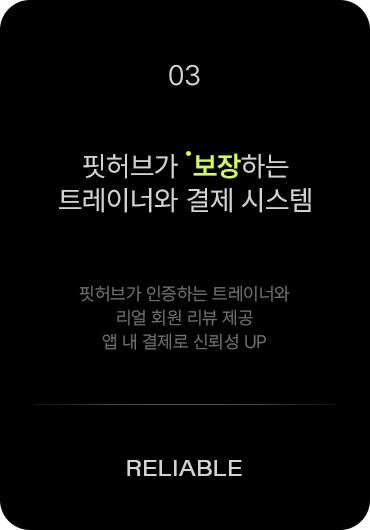 03
핏허브가 보장하는
트레이너와 결제 시스템
핏허브가 인증하는 트레이너와
리얼 회원 리뷰 제공
앱 내 결제로 신뢰성 UP
RELIABLE